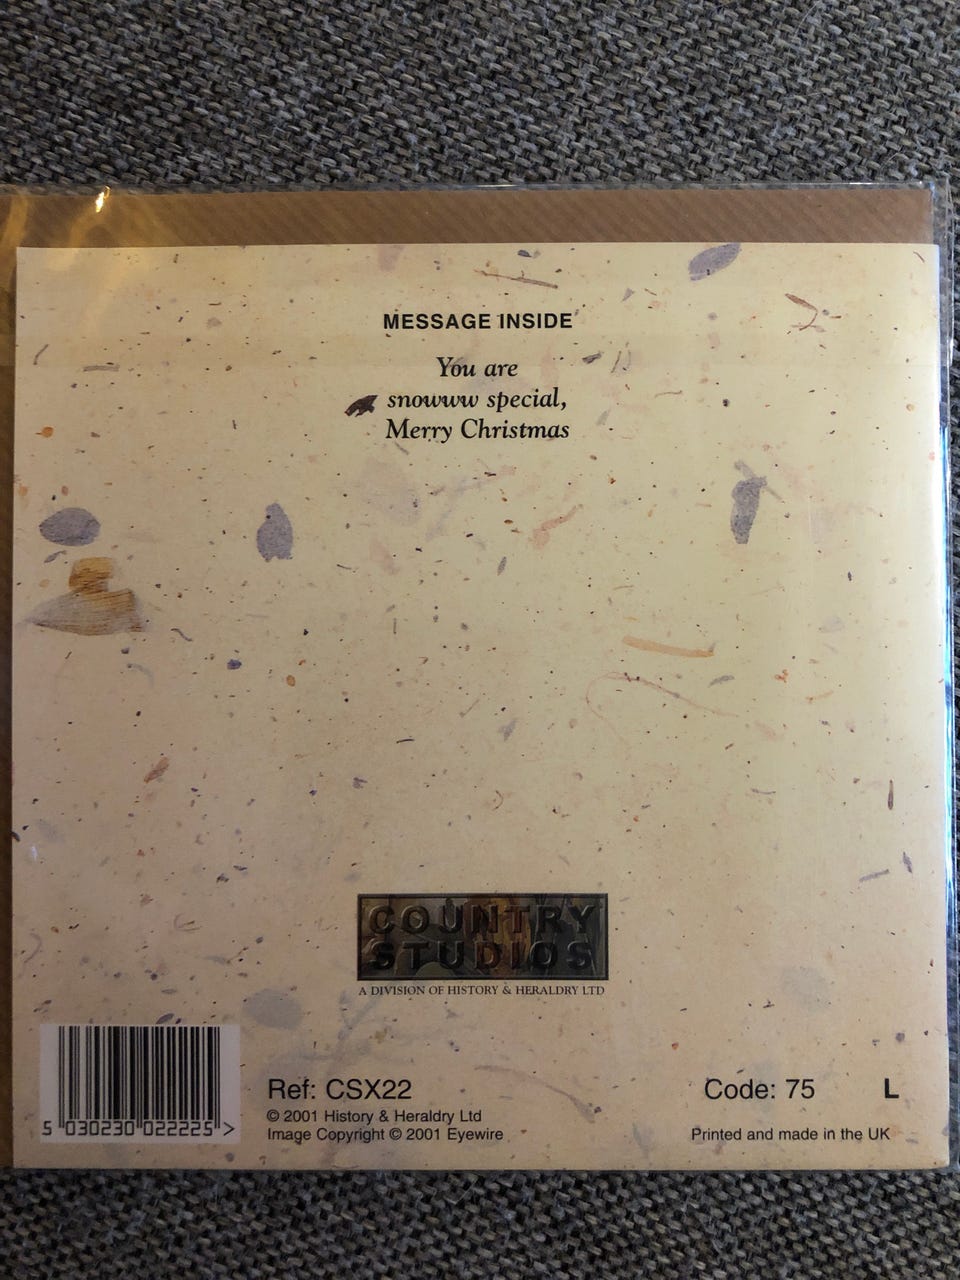 MESSAGE INSIDE
You are
snowww special,
Merry Christmas
COUNTRY
STUDIOS
A DIVISION OF HISTORY & HERALDRY LTD
5 030230 022225 >
Ref: CSX22
© 2001 History & Heraldry Ltd
Image Copyright © 2001 Eyewire
Code: 75 L
Printed and made in the UK